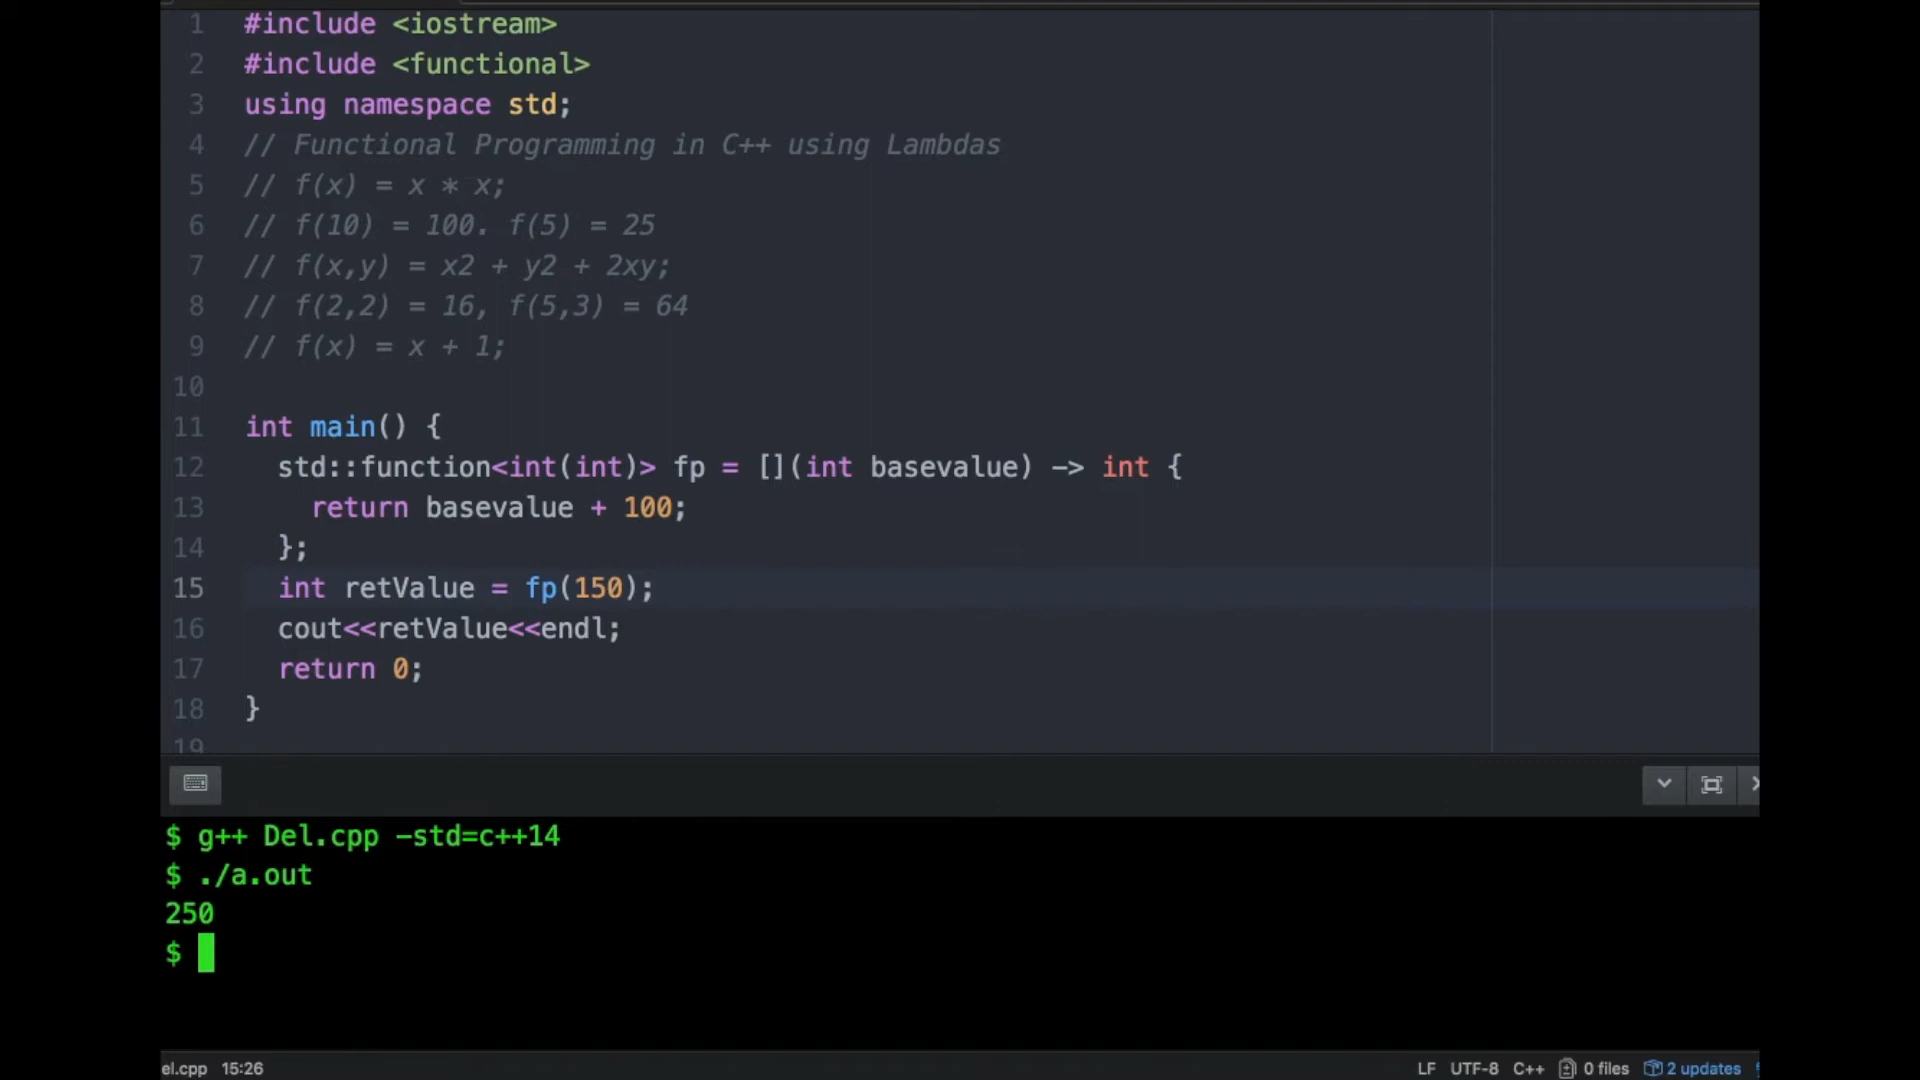 1 #include <iostream>
2 #include <functional>
3 using namespace std;
4 // Functional Programming in C++ using Lambdas
5 // f(x) = x * x;
6 // f(10) = 100. f(5) = 25
7 // f(x,y) = x2 + y2 + 2xy;
8 // f(2,2) = 16, f(5,3) = 64
9 // f(x) = x + 1;
10
11 int main() {
12 std::function<int(int)> fp = [](int basevalue) -> int {
13 return basevalue + 100;
14 };
15 int retValue = fp(150);
16 cout<<retValue<<endl;
17 return 0;
18 }
19
$ g++ Del.cpp -std=c++14
$ ./a.out
250
$
el.cpp 15:26 LF UTF-8 C++ 0 files 2 updates